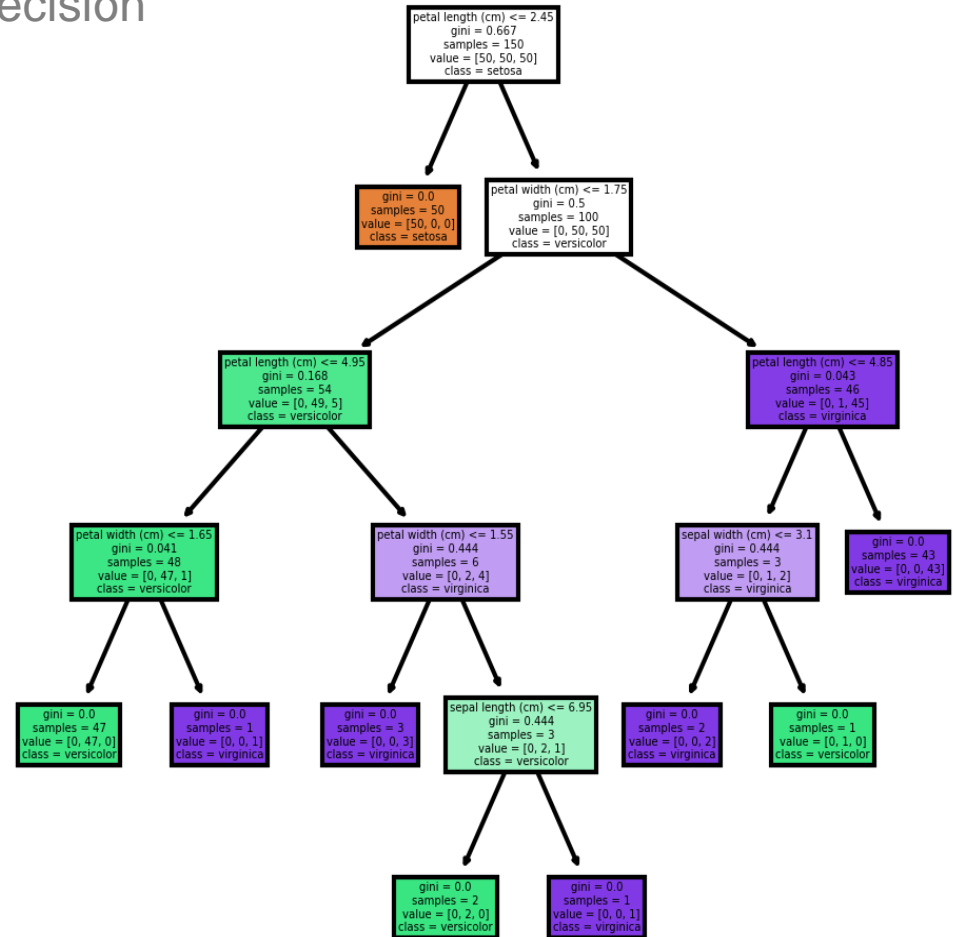 ecision
petal length (cm) <= 2.45
gini = 0.667
samples = 150
value = [50, 50, 50]
class = setosa
gini = 0.0
samples = 50
value = [50, 0, 0]
class = setosa
petal width (cm) <= 1.75
gini = 0.5
samples = 100
value = [0, 50, 50]
class = versicolor
petal length (cm) <= 4.95
gini = 0.168
samples = 54
value = [0, 49, 5]
class = versicolor
petal length (cm) <= 4.85
gini = 0.043
samples = 46
value = [0, 1, 45]
class = virginica
petal width (cm) <= 1.65
gini = 0.041
samples = 48
value = [0, 47, 1]
class = versicolor
petal width (cm) <= 1.55
gini = 0.444
samples = 6
value = [0, 2, 4]
class = virginica
sepal width (cm) <= 3.1
gini = 0.444
samples = 3
value = [0, 1, 2]
class = virginica
gini = 0.0
samples = 43
value = [0, 0, 43]
class = virginica
gini = 0.0
samples = 47
value = [0, 47, 0]
class = versicolor
gini = 0.0
samples = 1
value = [0, 0, 1]
class = virginica
gini = 0.0
samples = 3
value = [0, 0, 3]
class = virginica
sepal length (cm) <= 6.95
gini = 0.444
samples = 3
value = [0, 2, 1]
class = versicolor
gini = 0.0
samples = 2
value = [0, 0, 2]
class = virginica
gini = 0.0
samples = 1
value = [0, 1, 0]
class = versicolor
gini = 0.0
samples = 2
value = [0, 2, 0]
class = versicolor
gini = 0.0
samples = 1
value = [0, 0, 1]
class = virginica